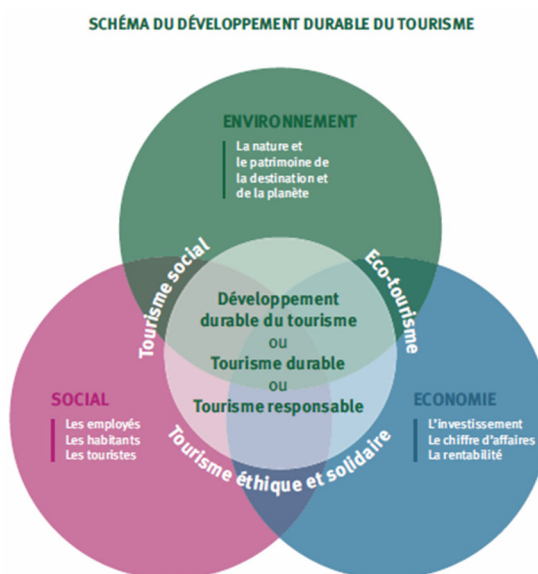 SCHÉMA DU DÉVELOPPEMENT DURABLE DU TOURISME
ENVIRONNEMENT
La nature et
le patrimoine de
la destination et
de la planète
Tourisme social
Eco-tourisme
Développement
durable du tourisme
ou
Tourisme durable
ou
Tourisme responsable
SOCIAL
Les employés
Les habitants
Les touristes
ECONOMIE
L'investissement
Le chiffre d'affaires
La rentabilité
Tourisme éthique et solidaire